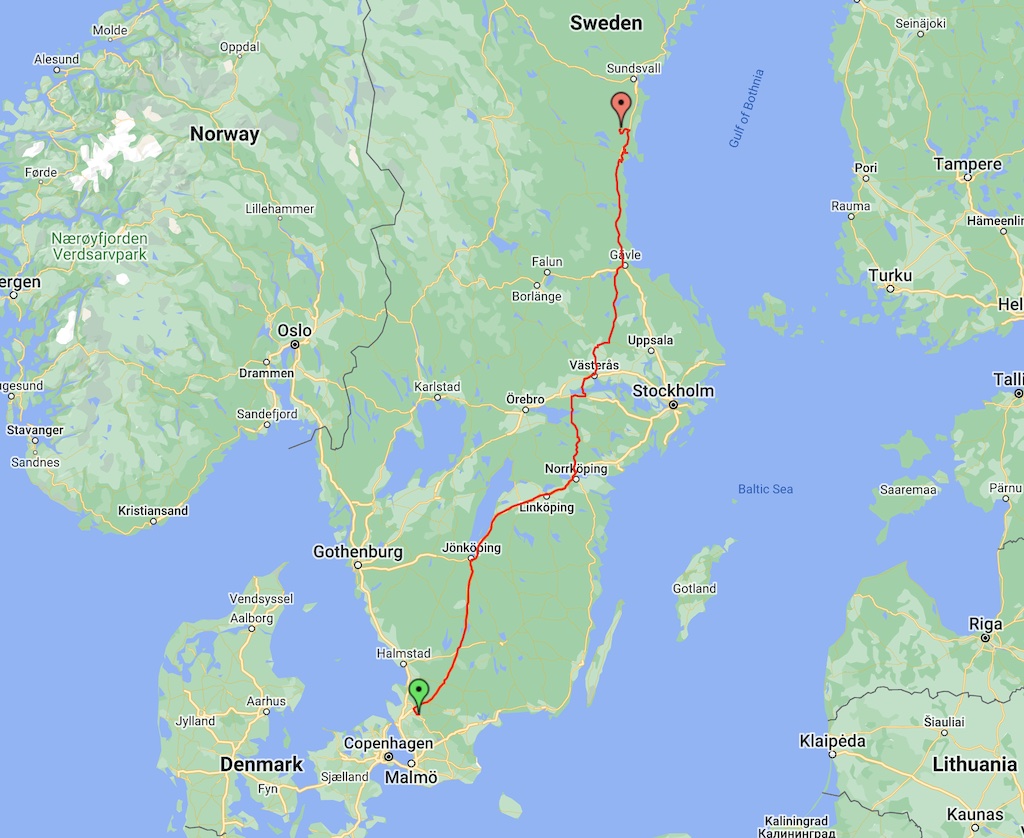 Molde
Sweden
Seinäjoki
Oppdal
Alesund
Sundsvall
Gulf of Bothnia
Norway
Førde
Pori
Tampere
Lillehammer
Rauma
Hämeenlin
Nærøyfjorden
Verdsarvpark
Gävle
Falun
Turku
ergen
Borlänge
Hel
Oslo
Uppsala
Västerås
Drammen
Karlstad
Stockholm
Talli
ugesund
Örebro
Sandefjord
Stavanger
Sandnes
Norrköping
Baltic Sea
Saaremaa
Pärnu
Linköping
Kristiansand
Gothenburg
Jönköping
Gotland
Vendsyssel
Aalborg
Riga
Halmstad
Aarhus
Jylland
Šiauliai
Copenhagen
Klaipėda
Denmark
Sjælland
Malmö
Lithuania
Fyn
Kaunas
Kaliningrad
Калининград